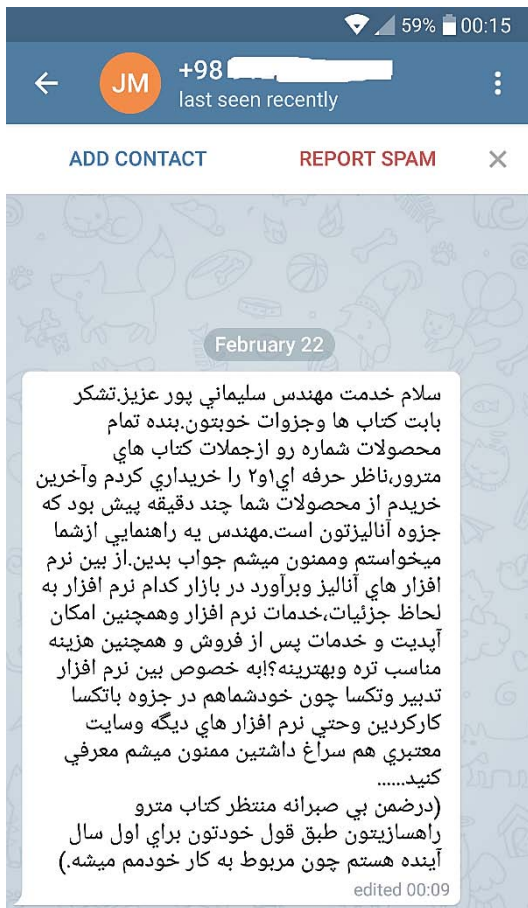 59% 00:15
JM
+98
last seen recently
ADD CONTACT
REPORT SPAM
February 22
سلام خدمت مهندس سليماني پور عزيز.تشكر
بابت كتاب ها وجزوات خوبتون.بنده تمام
محصولات شماره رو ازجملات كتاب هاي
مترور،ناظر حرفه اي۱و۲ را خريداري كردم وآخرين
خريدم از محصولات شما چند دقيقه پيش بود كه
جزوه آناليزتون است.مهندس يه راهنمايي ازشما
ميخواستم وممنون ميشم جواب بدين.از بين نرم
افزار هاي آناليز وبرآورد در بازار كدام نرم افزار به
لحاظ جزئيات،خدمات نرم افزار وهمچنين امكان
آپديت و خدمات پس از فروش و همچنين هزينه
مناسب تره وبهترينه؟!به خصوص بين نرم افزار
تدبير وتكسا چون خودشماهم در جزوه باتكسا
كاركردين وحتي نرم افزار هاي ديگه وسايت
معتبري هم سراغ داشتين ممنون ميشم معرفي
كنيد......
(درضمن بي صبرانه منتظر كتاب مترو
راهسازيتون طبق قول خودتون براي اول سال
آينده هستم چون مربوط به كار خودمم ميشه.)
edited 00:09